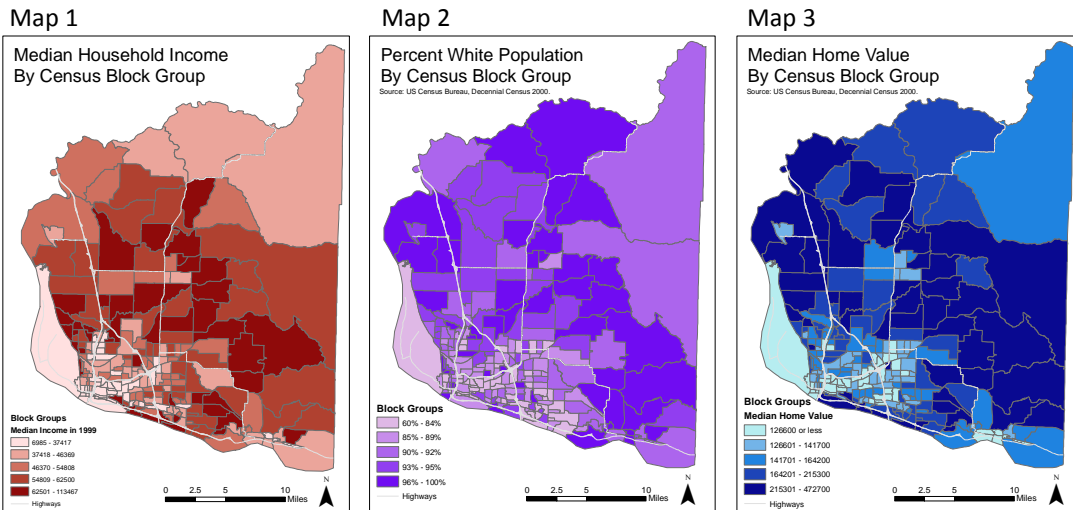 Map 1
Median Household Income
By Census Block Group
Block Groups
Median Income in 1999
6985 - 37417
37418 - 46369
46370 - 54808
54809 - 62500
62501 - 113467
Highways
0 2.5 5 10
Miles
N
Map 2
Percent White Population
By Census Block Group
Source: US Census Bureau, Decennial Census 2000.
Block Groups
60% - 84%
85% - 89%
90% - 92%
93% - 95%
96% - 100%
Highways
0 2.5 5 10
Miles
N
Map 3
Median Home Value
By Census Block Group
Source: US Census Bureau, Decennial Census 2000.
Block Groups
Median Home Value
126600 or less
126601 - 141700
141701 - 164200
164201 - 215300
215301 - 472700
Highways
0 2.5 5 10
Miles
N